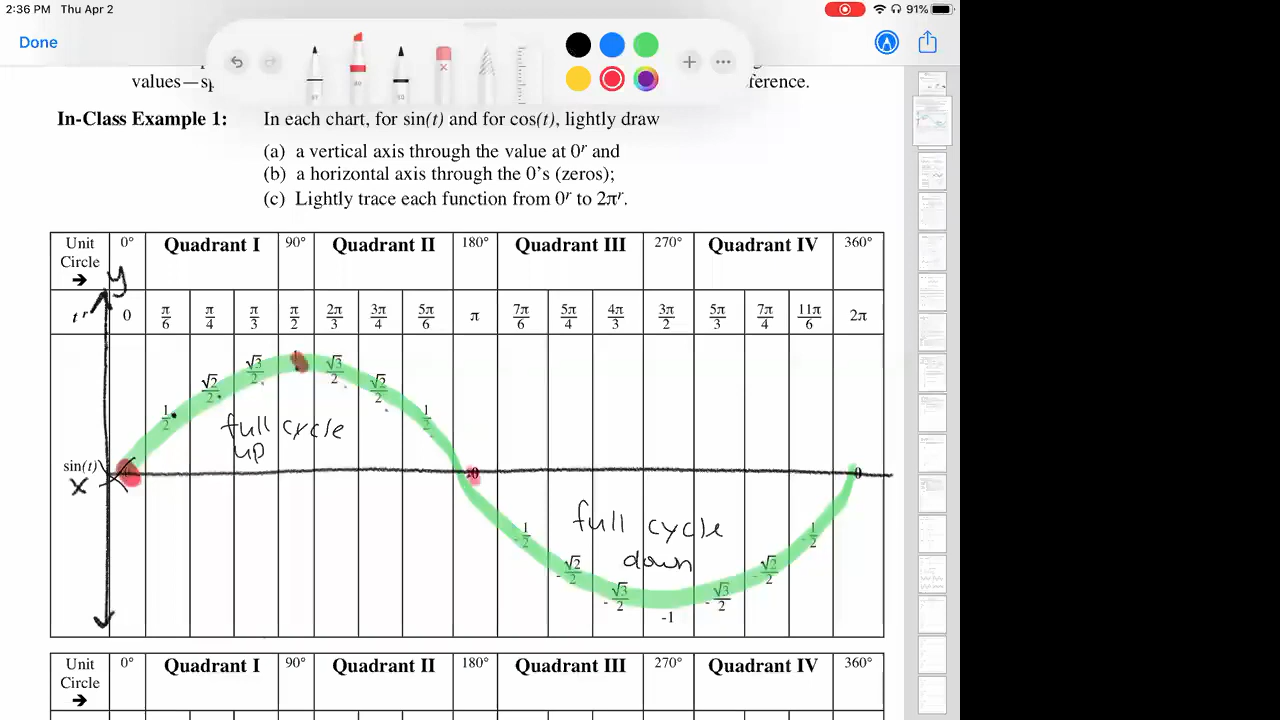 2:36 PM Thu Apr 2
91%
Done
values—sp
ference.
In-Class Example 1: In each chart, for sin(t) and for cos(t), lightly draw
(a) a vertical axis through the value at 0ʳ and
(b) a horizontal axis through the 0's (zeros);
(c) Lightly trace each function from 0ʳ to 2πʳ.
Unit Circle ➔ 0° Quadrant I 90° Quadrant II 180° Quadrant III 270° Quadrant IV 360°
y
tʳ 0 π/6 π/4 π/3 π/2 2π/3 3π/4 5π/6 π 7π/6 5π/4 4π/3 3π/2 5π/3 7π/4 11π/6 2π
1
√3/2 √3/2
√2/2 √2/2
1/2 1/2
full cycle
up
sin(t) 0 0
x
full cycle
down
-1/2 -1/2
-√2/2 -√2/2
-√3/2 -√3/2
-1
Unit Circle ➔ 0° Quadrant I 90° Quadrant II 180° Quadrant III 270° Quadrant IV 360°